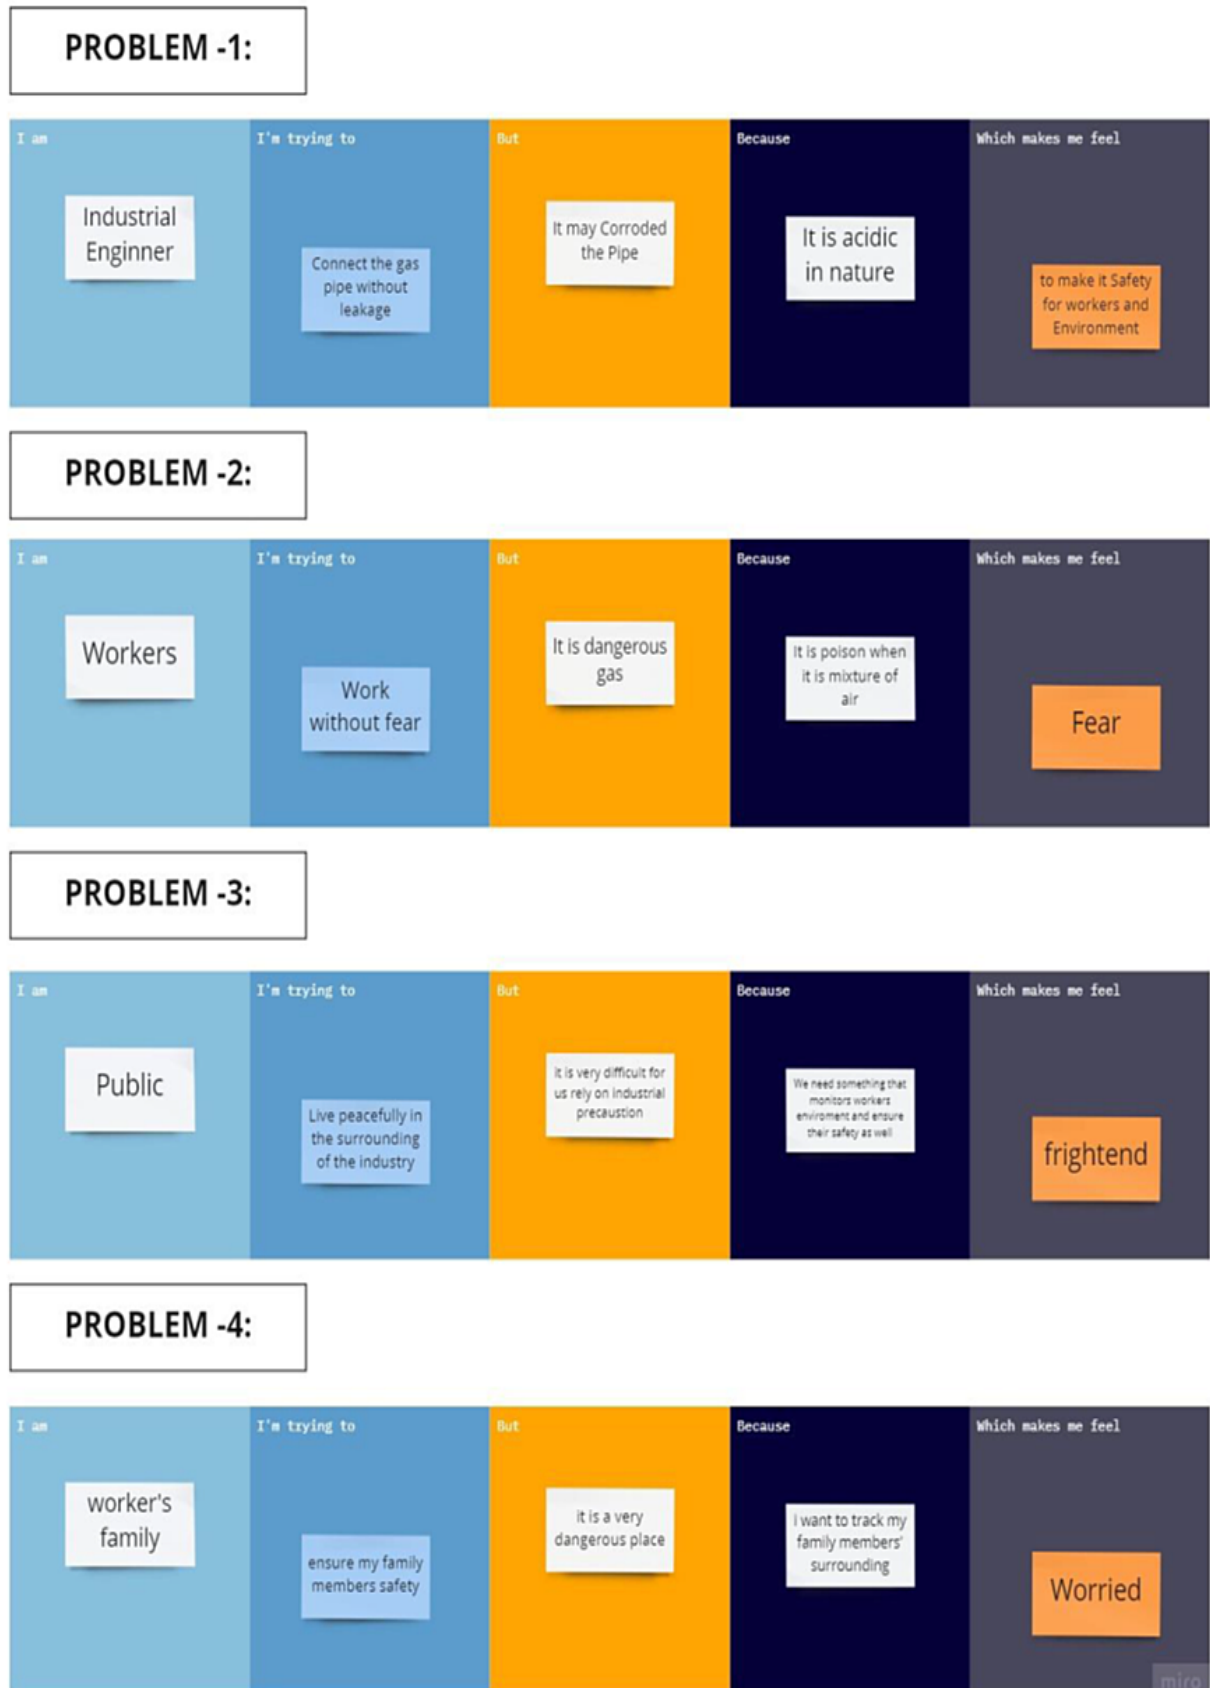 PROBLEM -1:
I am
I'm trying to
But
Because
Which makes me feel
Industrial
Enginner
Connect the gas
pipe without
leakage
It may Corroded
the Pipe
It is acidic
in nature
to make it Safety
for workers and
Environment
PROBLEM -2:
I am
I'm trying to
But
Because
Which makes me feel
Workers
Work
without fear
It is dangerous
gas
It is poison when
it is mixture of
air
Fear
PROBLEM -3:
I am
I'm trying to
But
Because
Which makes me feel
Public
Live peacefully in
the surrounding
of the industry
it is very difficult for
us rely on industrial
precaustion
We need something that
monitors workers
enviroment and ensure
their safety as well
frightend
PROBLEM -4:
I am
I'm trying to
But
Because
Which makes me feel
worker's
family
ensure my family
members safety
it is a very
dangerous place
i want to track my
family members'
surrounding
Worried
miro